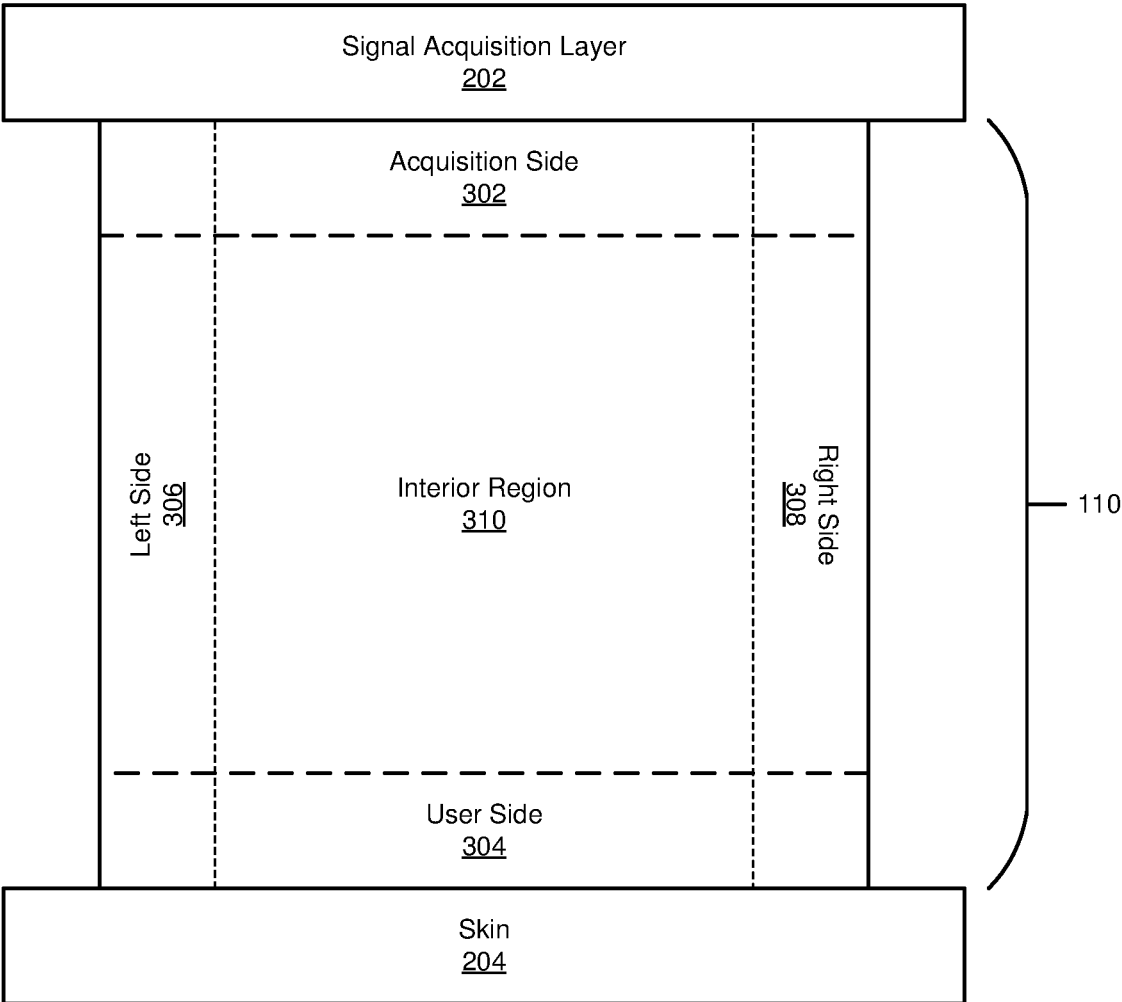 Signal Acquisition Layer
202
Acquisition Side
302
Left Side
306
Interior Region
310
Right Side
308
110
User Side
304
Skin
204